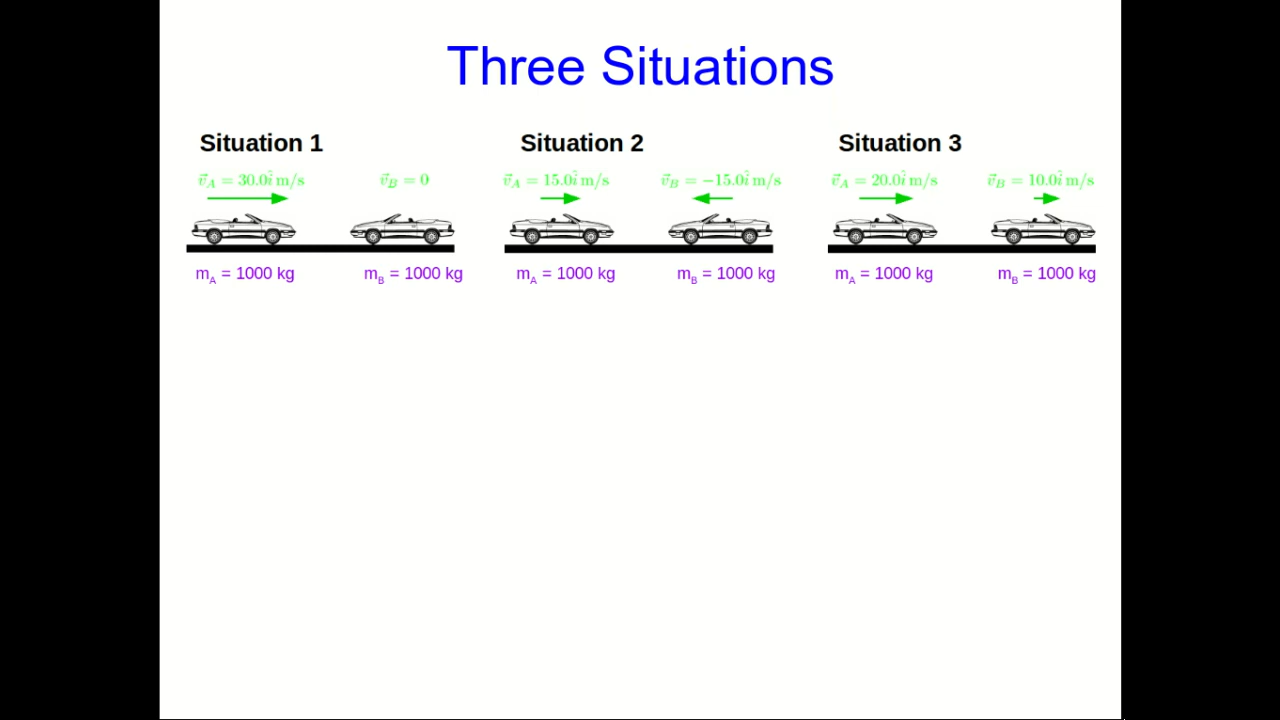 Three Situations
Situation 1
Situation 2
Situation 3
v⃗_A = 30.0î m/s
v⃗_B = 0
v⃗_A = 15.0î m/s
v⃗_B = −15.0î m/s
v⃗_A = 20.0î m/s
v⃗_B = 10.0î m/s
m_A = 1000 kg
m_B = 1000 kg
m_A = 1000 kg
m_B = 1000 kg
m_A = 1000 kg
m_B = 1000 kg